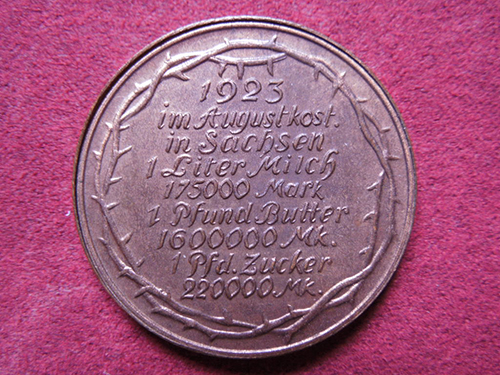 1923
im August kost.
in Sachsen
1 Liter Milch
175000 Mark
1 Pfund Butter
1600000 Mk.
1 Pfd. Zucker
220000 Mk.